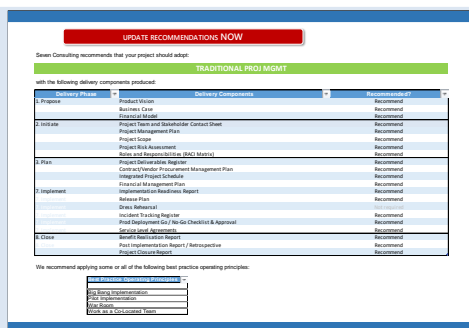 UPDATE RECOMMENDATIONS NOW
Seven Consulting recommends that your project should adopt:
TRADITIONAL PROJ MGMT
with the following delivery components produced:
Delivery Phase Delivery Components Recommended?
1. Propose Product Vision Recommend
Business Case Recommend
Financial Model Recommend
2. Initiate Project Team and Stakeholder Contact Sheet Recommend
Project Management Plan Recommend
Project Scope Recommend
Project Risk Assessment Recommend
Roles and Responsibilities (RACI Matrix) Recommend
3. Plan Project Deliverables Register Recommend
Contract/Vendor Procurement Management Plan Recommend
Integrated Project Schedule Recommend
Financial Management Plan Recommend
7. Implement Implementation Readiness Report Recommend
Release Plan Recommend
Dress Rehearsal
Incident Tracking Register Recommend
Prod Deployment Go / No-Go Checklist & Approval Recommend
Service Level Agreements Recommend
8. Close Benefit Realisation Report Recommend
Post Implementation Report / Retrospective Recommend
Project Closure Report Recommend
We recommend applying some or all of the following best practice operating principles:
Best Practice Operating Principles
Big Bang Implementation
Pilot Implementation
War Room
Work as a Co-Located Team